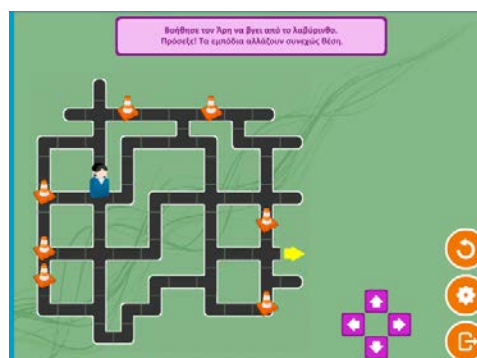 Βοήθησε τον Άρη να βγει από το λαβύρινθο.
Πρόσεξε! Τα εμπόδια αλλάζουν συνεχώς θέση.